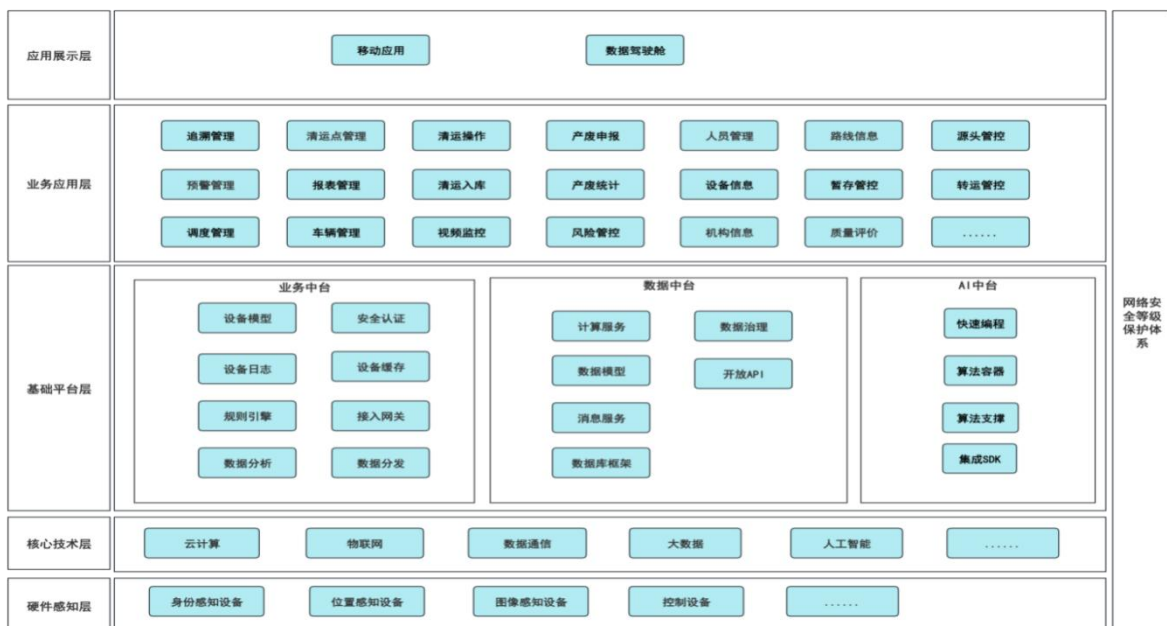 应用展示层
移动应用
数据驾驶舱
业务应用层
追溯管理
清运点管理
清运操作
产废申报
人员管理
路线信息
源头管控
预警管理
报表管理
清运入库
产废统计
设备信息
暂存管控
转运管控
调度管理
车辆管理
视频监控
风险管控
机构信息
质量评价
......
基础平台层
业务中台
设备模型
安全认证
设备日志
设备缓存
规则引擎
接入网关
数据分析
数据分发
数据中台
计算服务
数据治理
数据模型
开放API
消息服务
数据库框架
AI中台
快速编程
算法容器
算法支撑
集成SDK
核心技术层
云计算
物联网
数据通信
大数据
人工智能
......
硬件感知层
身份感知设备
位置感知设备
图像感知设备
控制设备
......
网络安
全等级
保护体
系